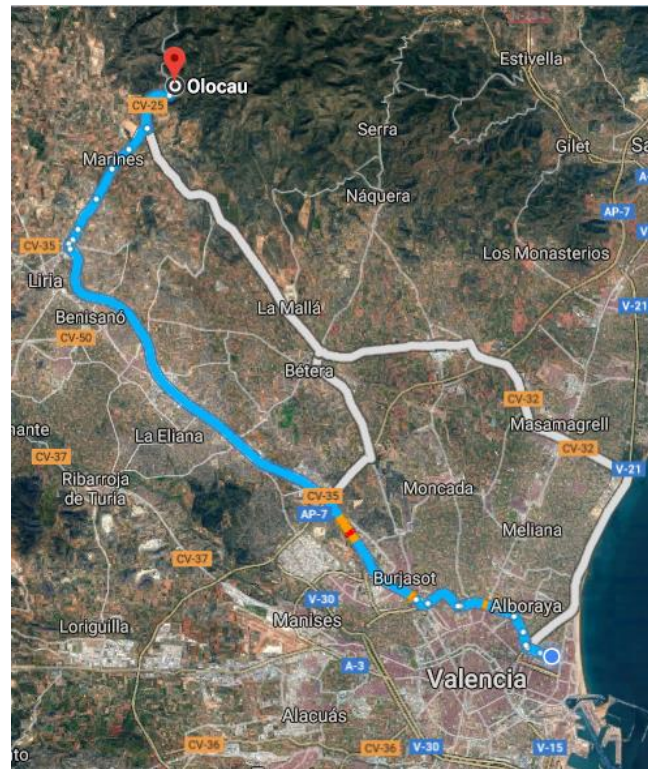 Estivella
Olocau
CV-25
Serra
Gilet
Marines
Náquera
AP-7
CV-35
Los Monasterios
Liria
V-21
La Mallá
Benisanó
CV-50
Bétera
CV-32
Masamagrell
La Eliana
CV-32
CV-37
V-21
Ribarroja
de Turia
CV-35
AP-7
Moncada
Meliana
CV-37
Burjasot
V-30
Alboraya
Manises
Loriguilla
A-3
Valencia
Alacuás
CV-36
CV-36
V-30
V-15